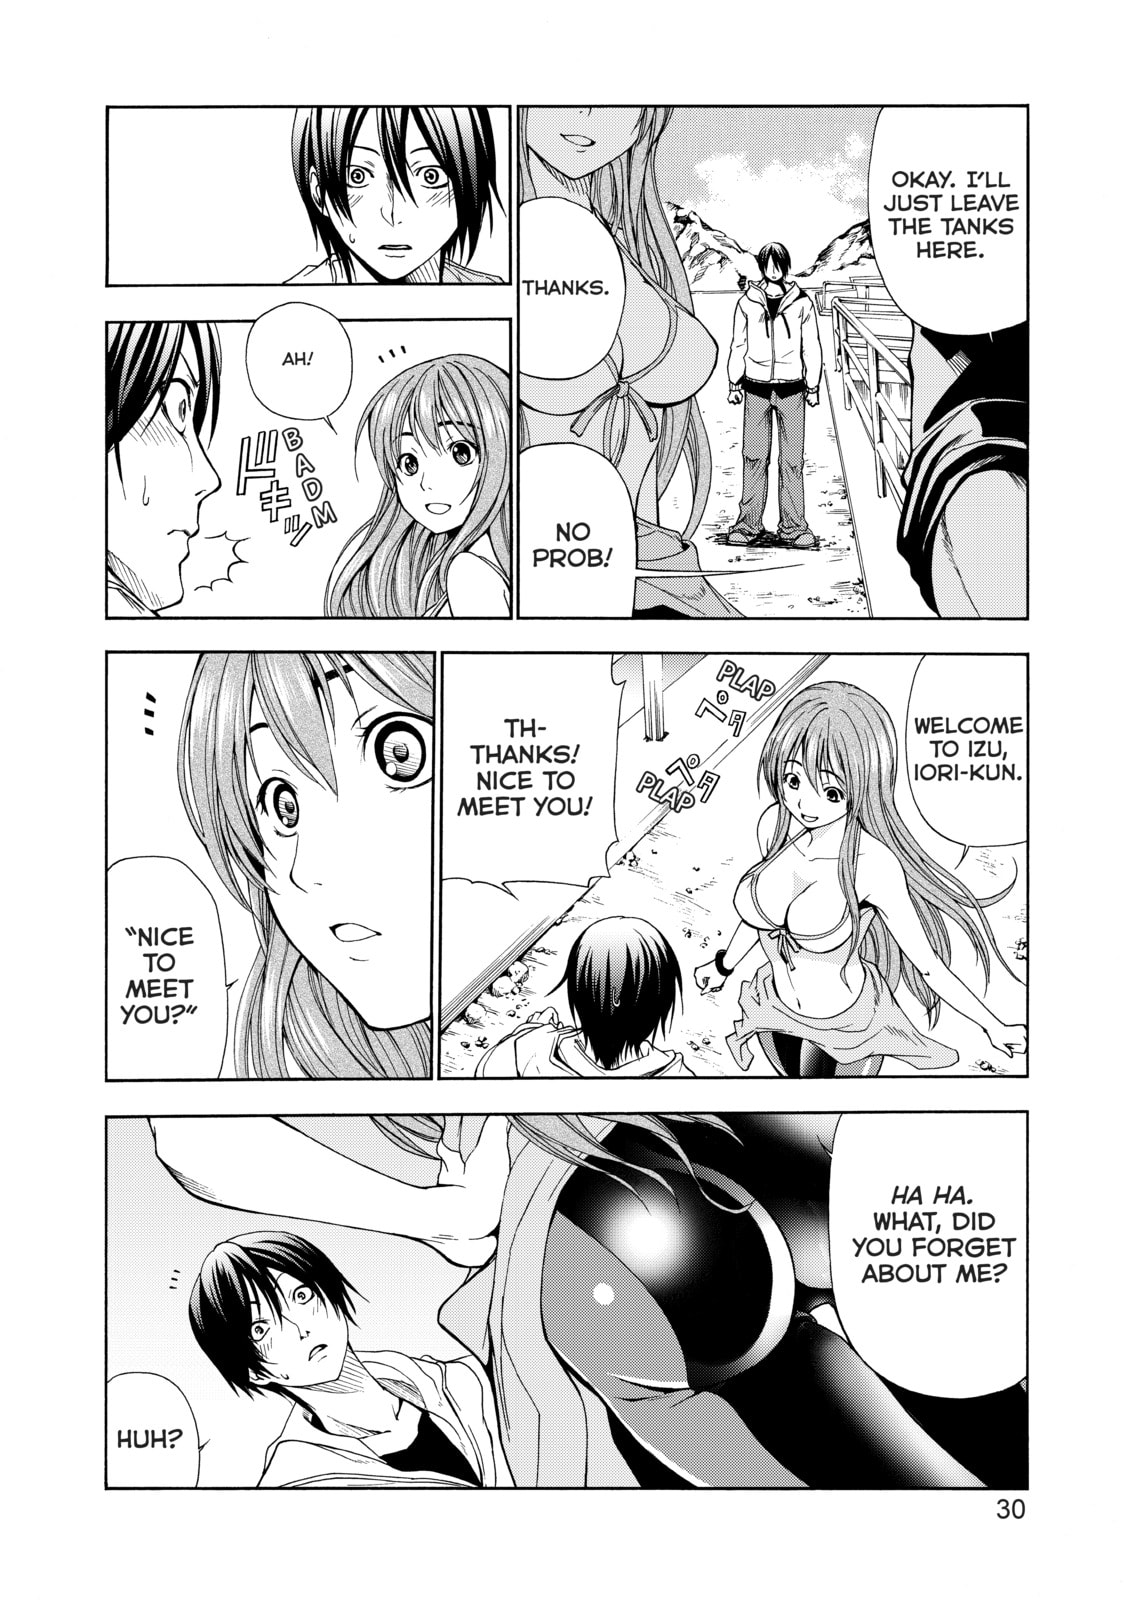 OKAY. I'LL
JUST LEAVE
THE TANKS
HERE.
THANKS.
NO
PROB!
AH!
BADM
ドドキッ
WELCOME
TO IZU,
IORI-KUN.
PLAP
ペタ
ペタ
PLAP
TH-
THANKS!
NICE TO
MEET YOU!
"NICE
TO
MEET
YOU?"
HA HA.
WHAT, DID
YOU FORGET
ABOUT ME?
HUH?
30